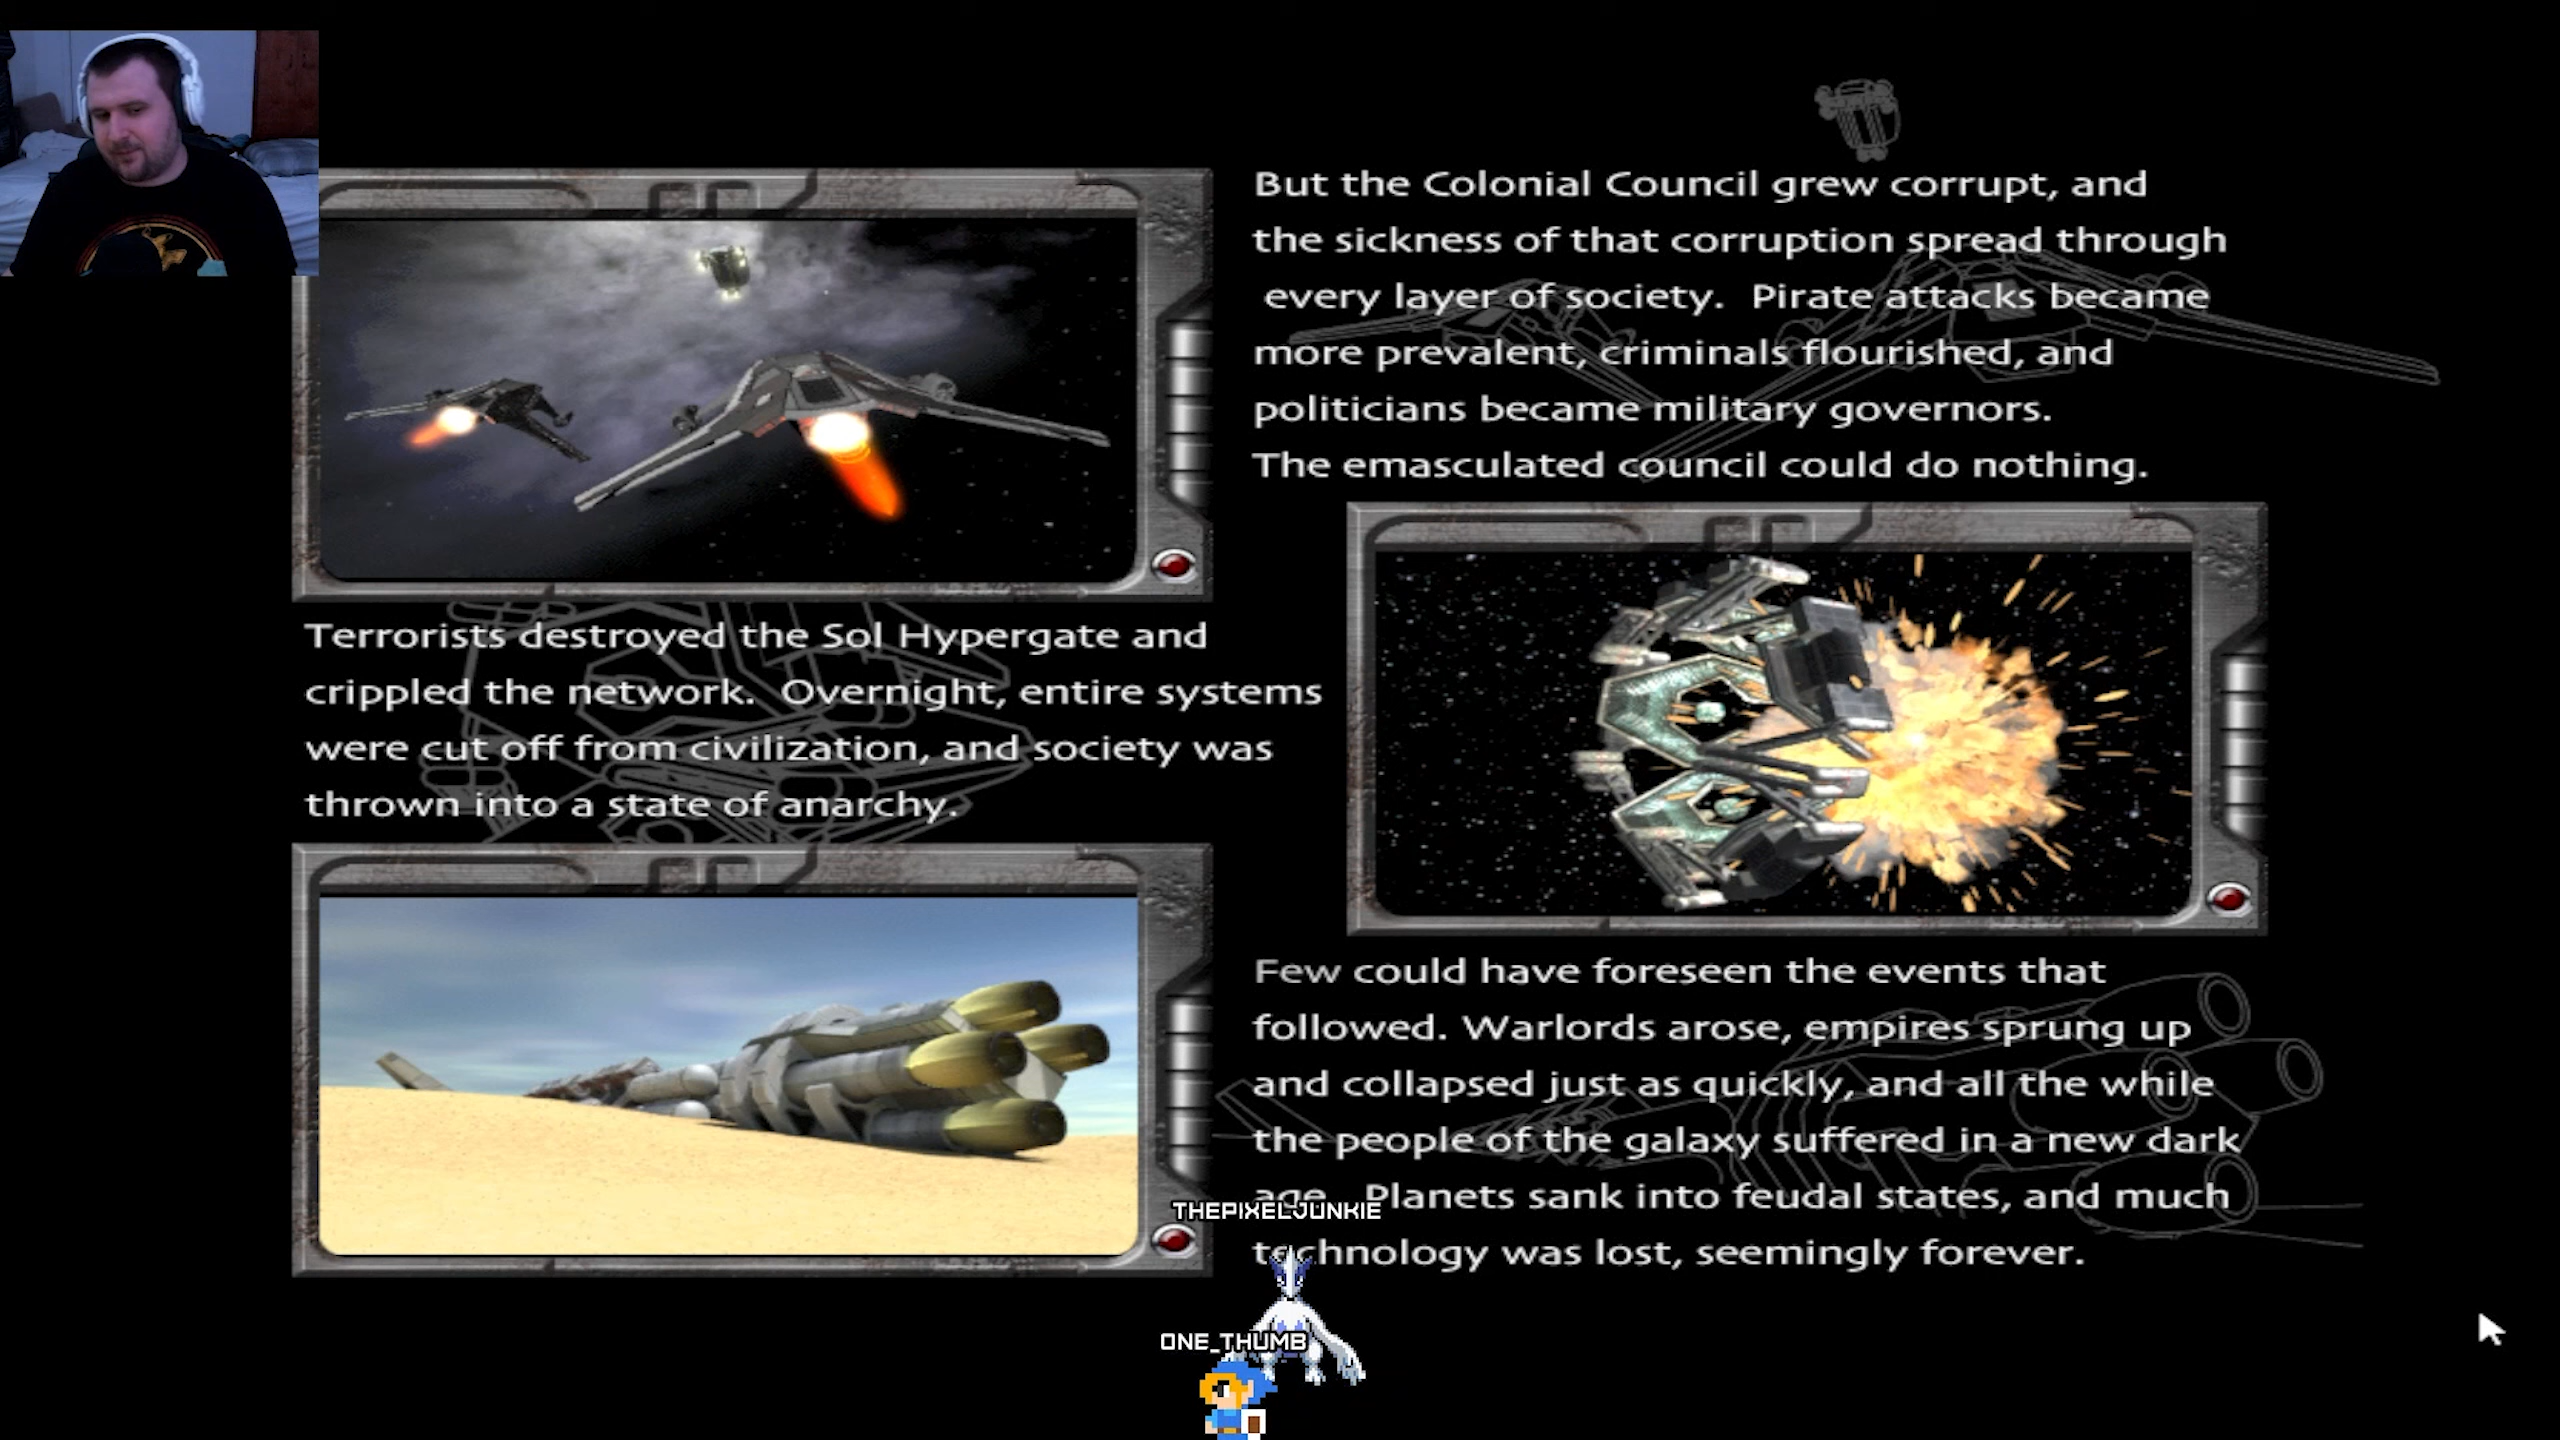 But the Colonial Council grew corrupt, and
the sickness of that corruption spread through
every layer of society. Pirate attacks became
more prevalent, criminals flourished, and
politicians became military governors.
The emasculated council could do nothing.
Terrorists destroyed the Sol Hypergate and
crippled the network. Overnight, entire systems
were cut off from civilization, and society was
thrown into a state of anarchy.
Few could have foreseen the events that
followed. Warlords arose, empires sprung up
and collapsed just as quickly, and all the while
the people of the galaxy suffered in a new dark
age. Planets sank into feudal states, and much
technology was lost, seemingly forever.
THEPIXELJUNKIE
ONE_THUMB